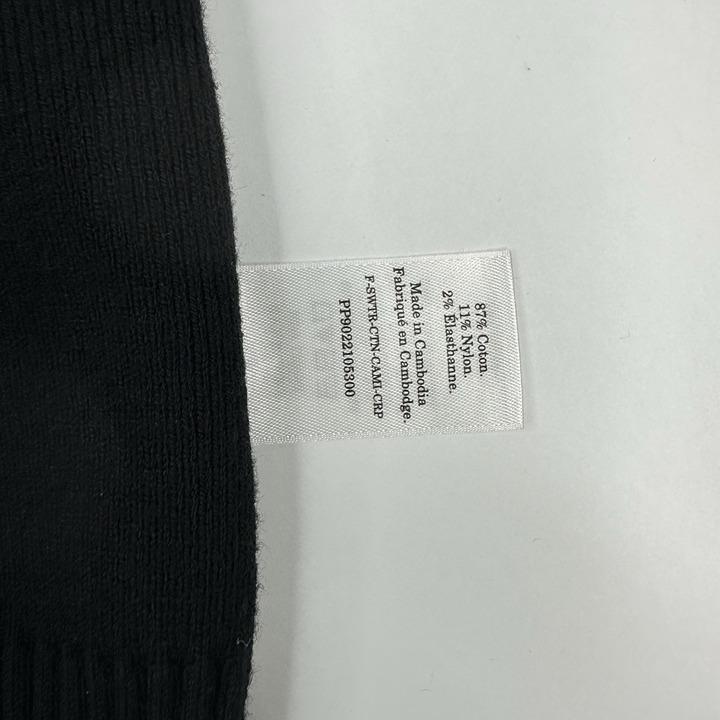 87% Coton.
11% Nylon.
2% Elasthanne.
Made in Cambodia
Fabriqué en Cambodge.
F-SWTR-CTN-CAMI-CRP
PP9022105300